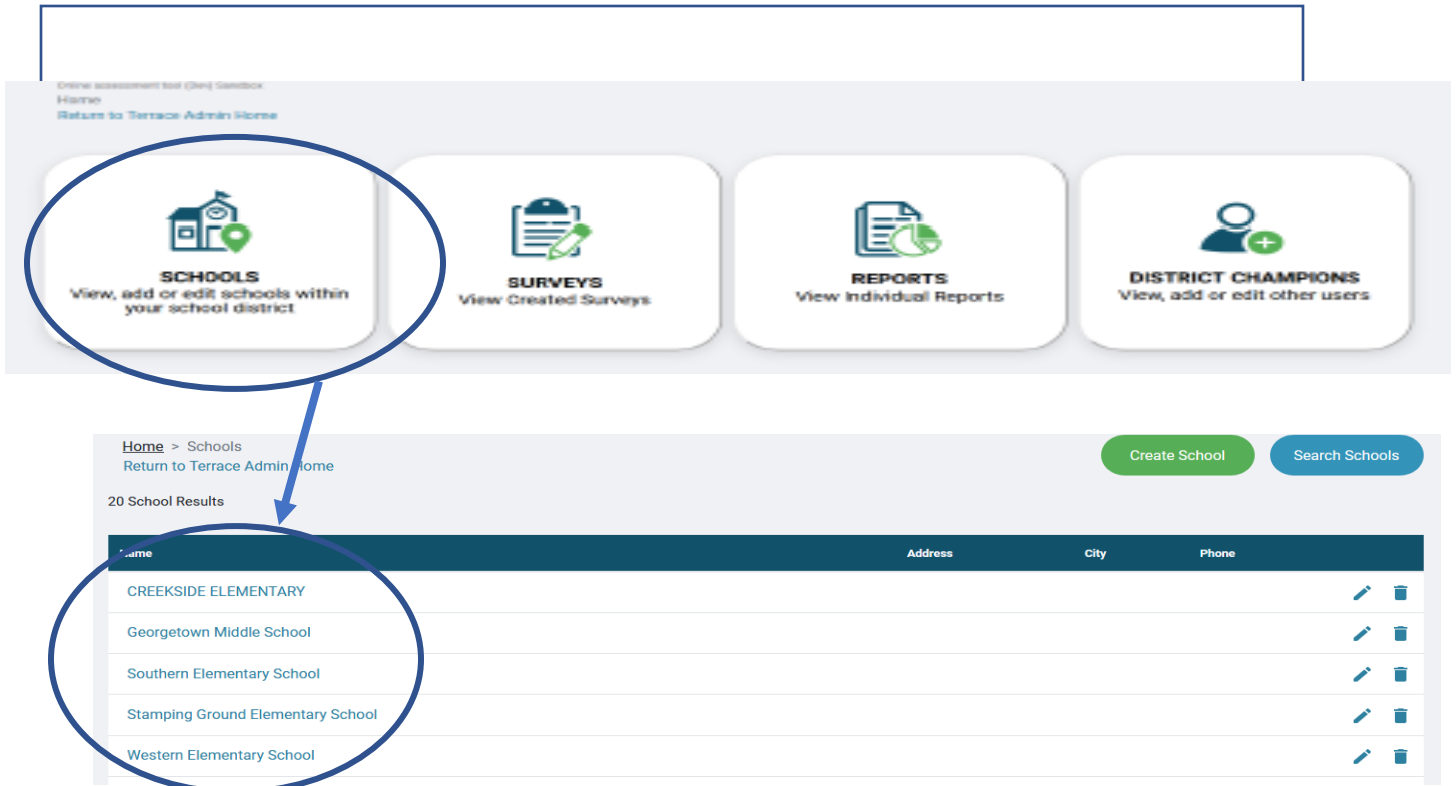 Online assessment tool (Dev) Sandbox
Home
Return to Terrace Admin Home
SCHOOLS
View, add or edit schools within
your school district
SURVEYS
View Created Surveys
REPORTS
View Individual Reports
DISTRICT CHAMPIONS
View, add or edit other users
Home > Schools
Return to Terrace Admin Home
Create School
Search Schools
20 School Results
Name Address City Phone
CREEKSIDE ELEMENTARY
Georgetown Middle School
Southern Elementary School
Stamping Ground Elementary School
Western Elementary School